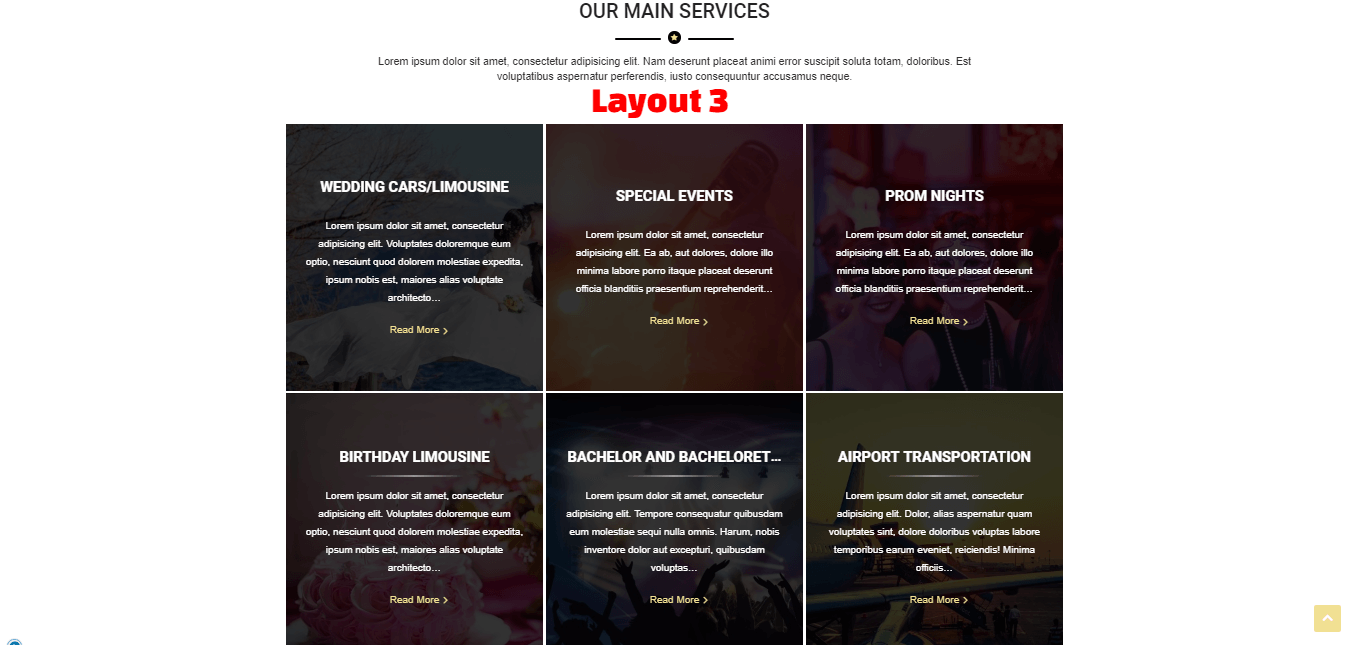 OUR MAIN SERVICES
Lorem ipsum dolor sit amet, consectetur adipisicing elit. Nam deserunt placeat animi error suscipit soluta totam, doloribus. Est
voluptatibus aspernatur perferendis, iusto consequuntur accusamus neque.
Layout 3
WEDDING CARS/LIMOUSINE
Lorem ipsum dolor sit amet, consectetur
adipisicing elit. Voluptates doloremque eum
optio, nesciunt quod dolorem molestiae expedita,
ipsum nobis est, maiores alias voluptate
architecto...
Read More
SPECIAL EVENTS
Lorem ipsum dolor sit amet, consectetur
adipisicing elit. Ea ab, aut dolores, dolore illo
minima labore porro itaque placeat deserunt
officia blanditiis praesentium reprehenderit...
Read More
PROM NIGHTS
Lorem ipsum dolor sit amet, consectetur
adipisicing elit. Ea ab, aut dolores, dolore illo
minima labore porro itaque placeat deserunt
officia blanditiis praesentium reprehenderit...
Read More
BIRTHDAY LIMOUSINE
Lorem ipsum dolor sit amet, consectetur
adipisicing elit. Voluptates doloremque eum
optio, nesciunt quod dolorem molestiae expedita,
ipsum nobis est, maiores alias voluptate
architecto...
Read More
BACHELOR AND BACHELORET...
Lorem ipsum dolor sit amet, consectetur
adipisicing elit. Tempore consequatur quibusdam
eum molestiae sequi nulla omnis. Harum, nobis
inventore dolor aut excepturi, quibusdam
voluptas...
Read More
AIRPORT TRANSPORTATION
Lorem ipsum dolor sit amet, consectetur
adipisicing elit. Dolor, alias aspernatur quam
voluptates sint, dolore doloribus voluptas labore
temporibus earum eveniet, reiciendis! Minima
officiis...
Read More